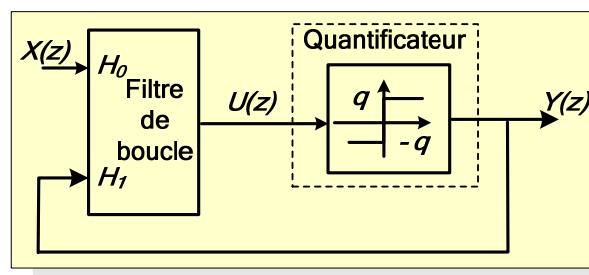 Quantificateur
X(z)
H0
Filtre
de
boucle
H1
U(z)
q
-q
Y(z)